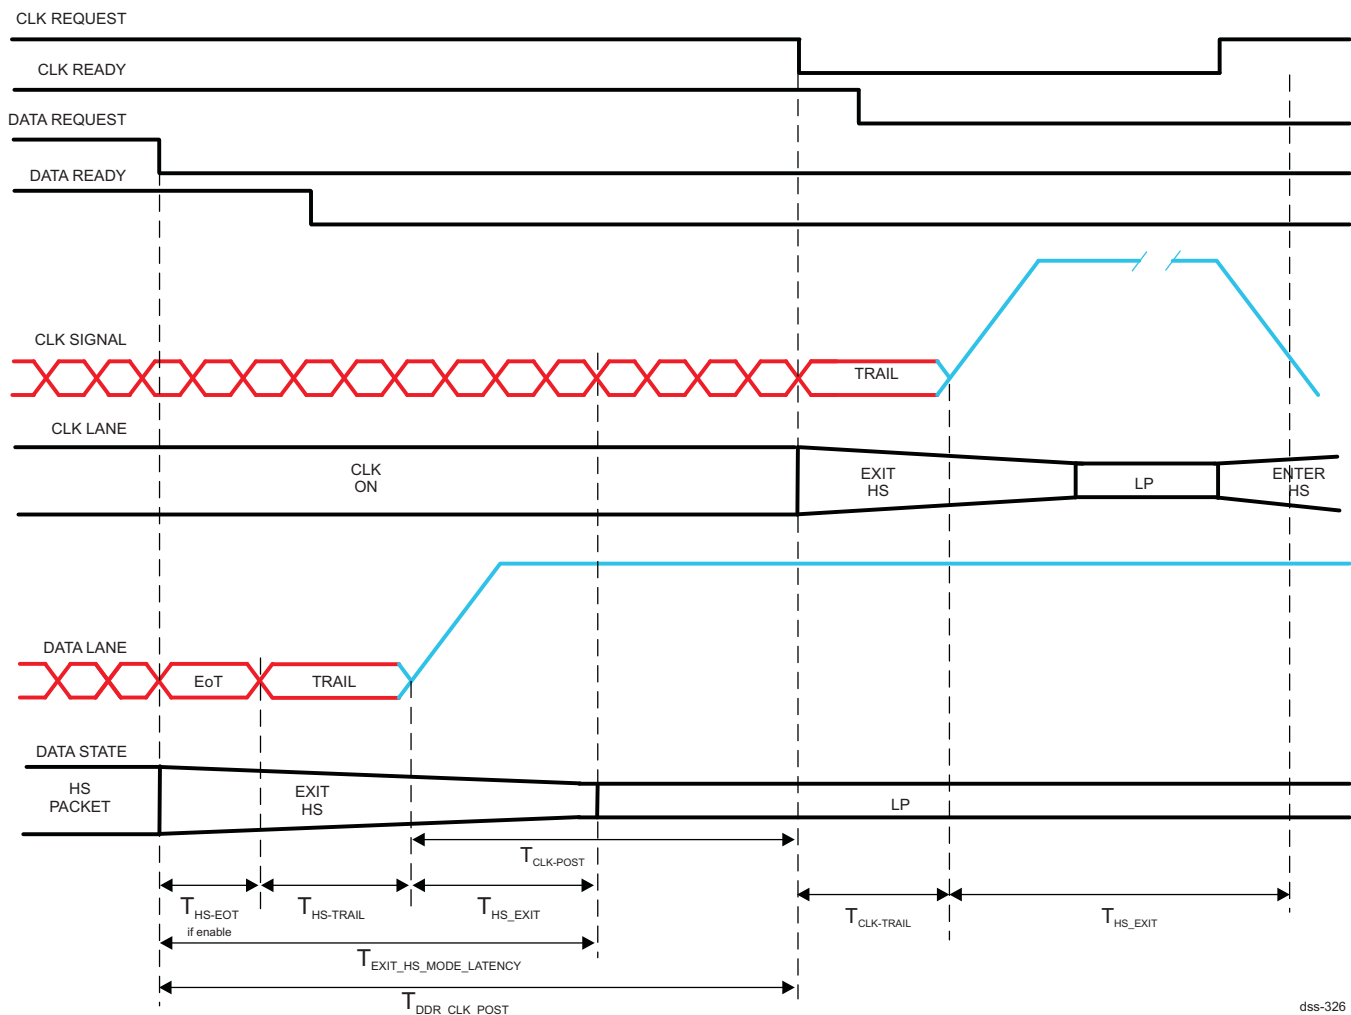 CLK REQUEST
CLK READY
DATA REQUEST
DATA READY
CLK SIGNAL
TRAIL
CLK LANE
CLK
ON
EXIT
HS
LP
ENTER
HS
DATA LANE
EoT
TRAIL
DATA STATE
HS
PACKET
EXIT
HS
LP
TCLK-POST
THS-EOT
if enable
THS-TRAIL
THS_EXIT
TCLK-TRAIL
THS_EXIT
TEXIT_HS_MODE_LATENCY
TDDR_CLK_POST
dss-326